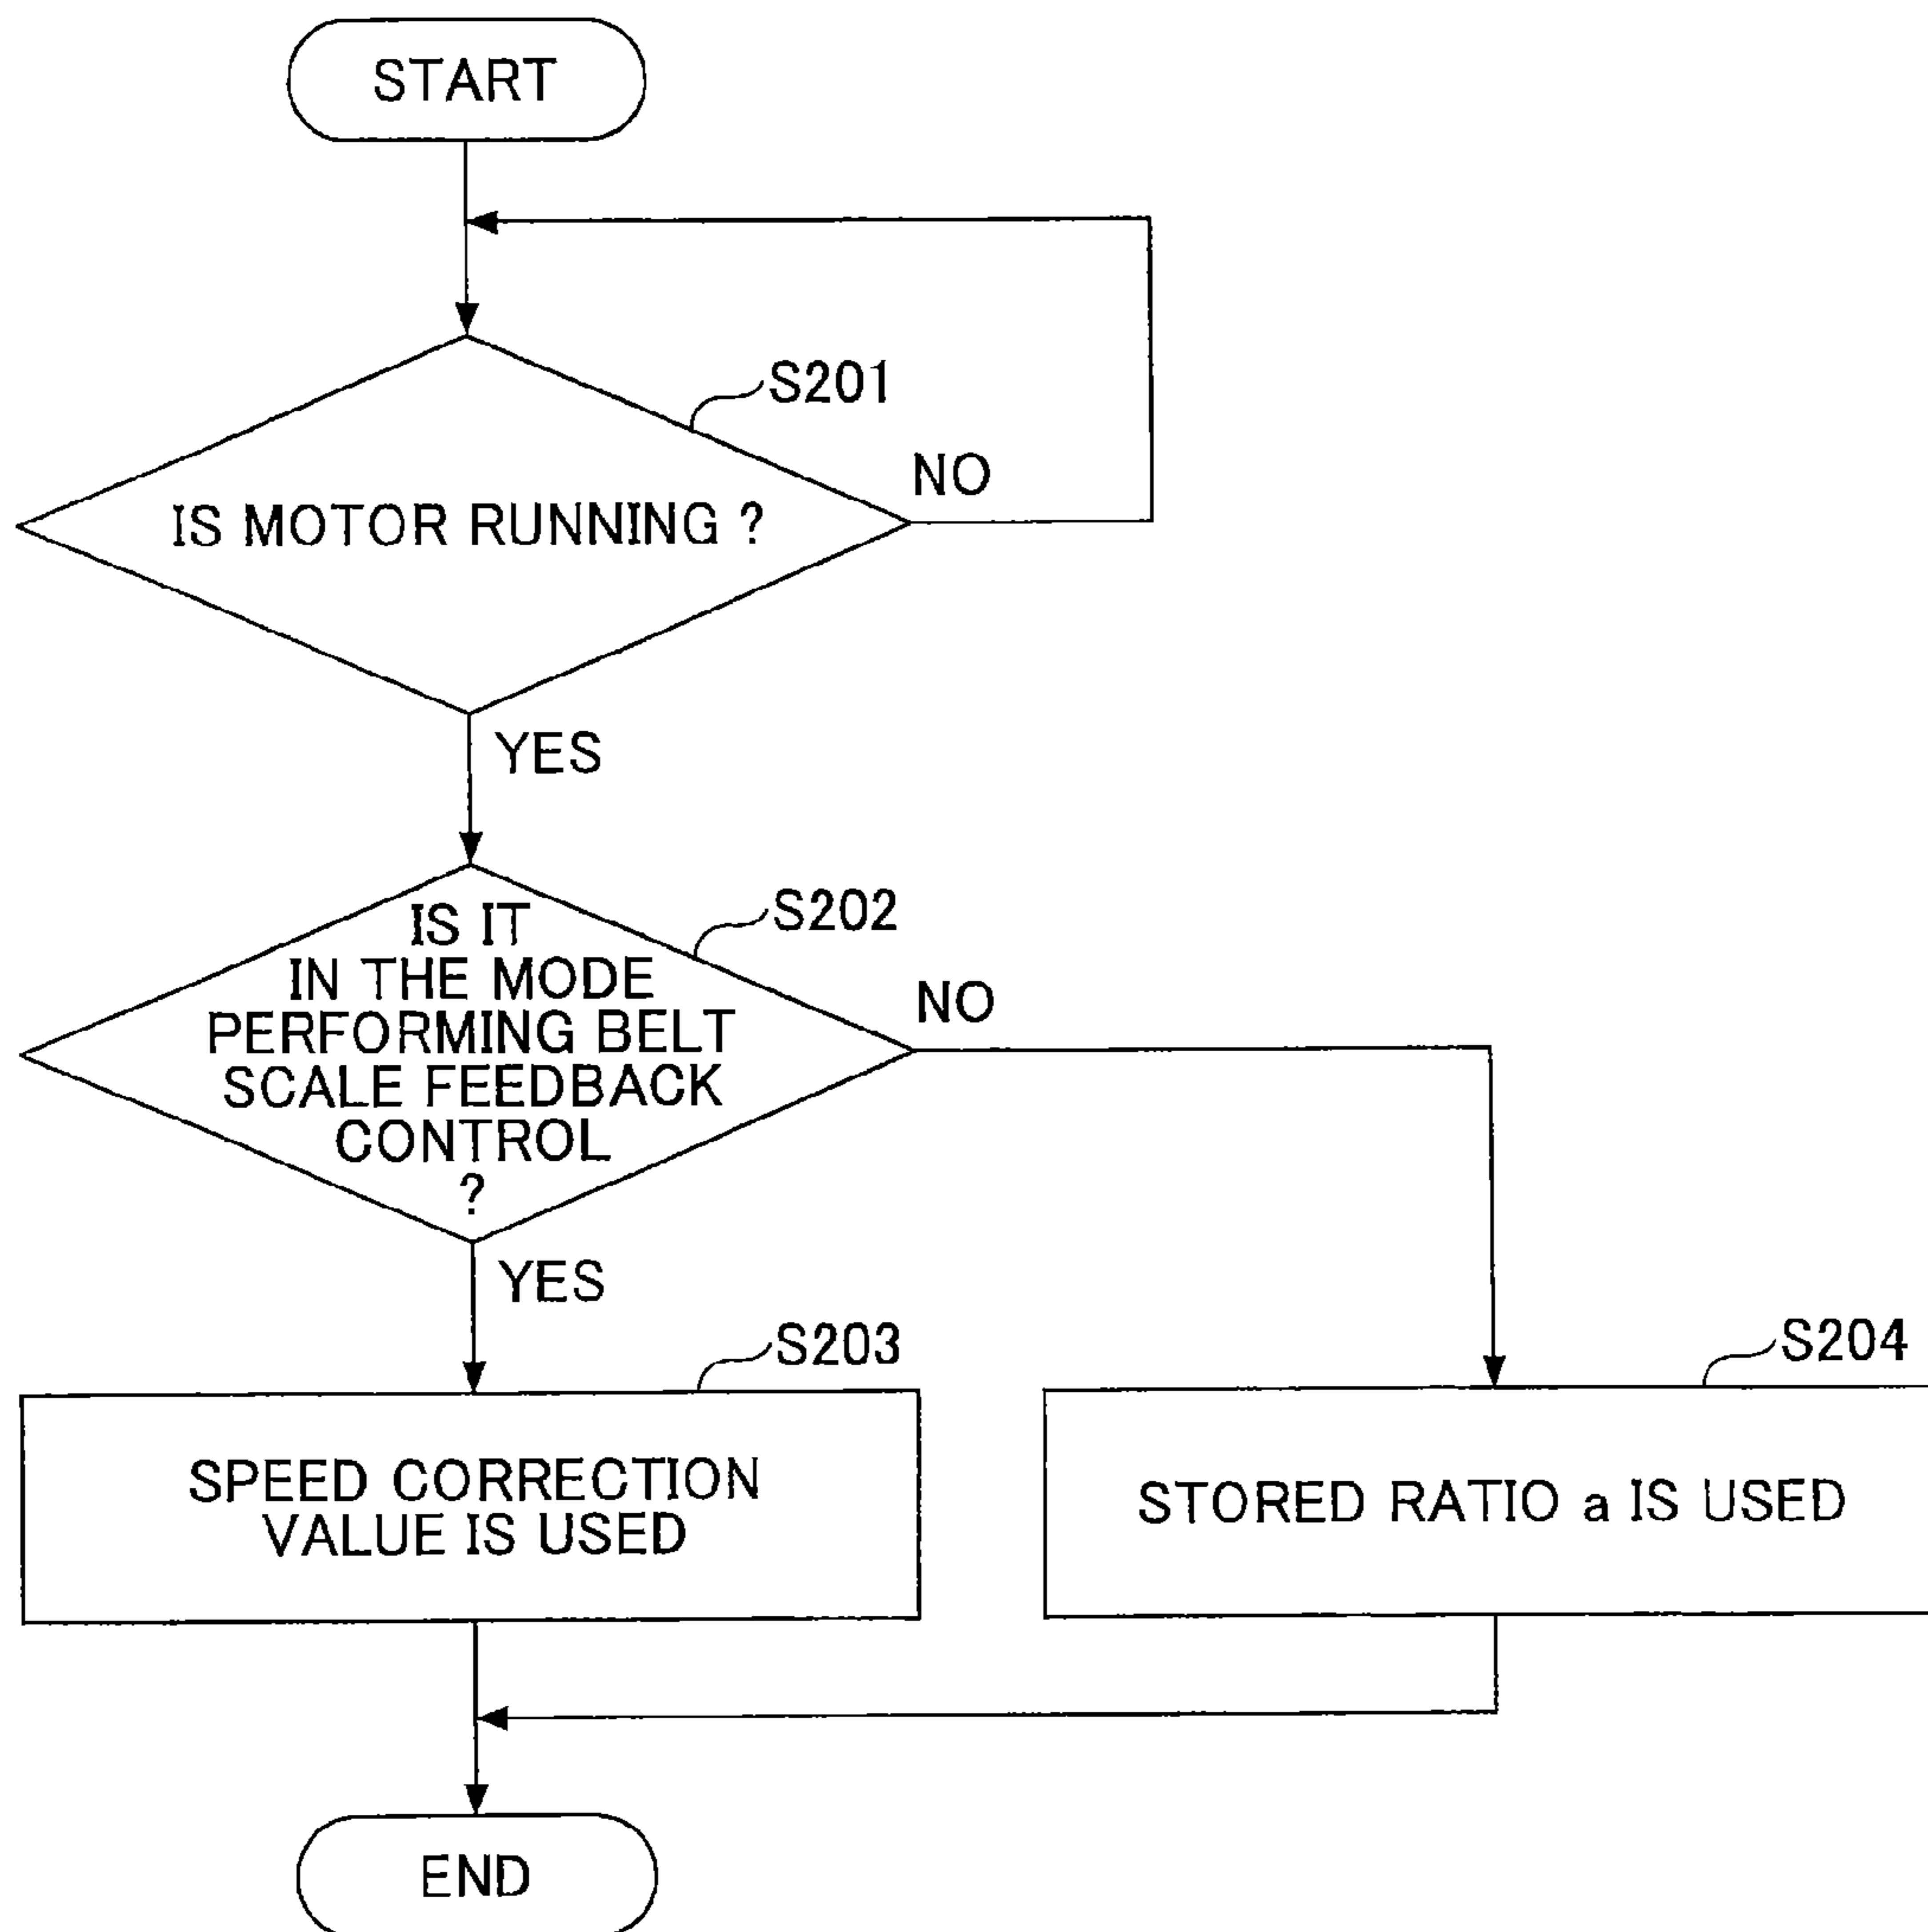 START
S201
NO
IS MOTOR RUNNING ?
YES
S202
IS IT
IN THE MODE
PERFORMING BELT
SCALE FEEDBACK
CONTROL
?
NO
YES
S203
SPEED CORRECTION
VALUE IS USED
S204
STORED RATIO a IS USED
END